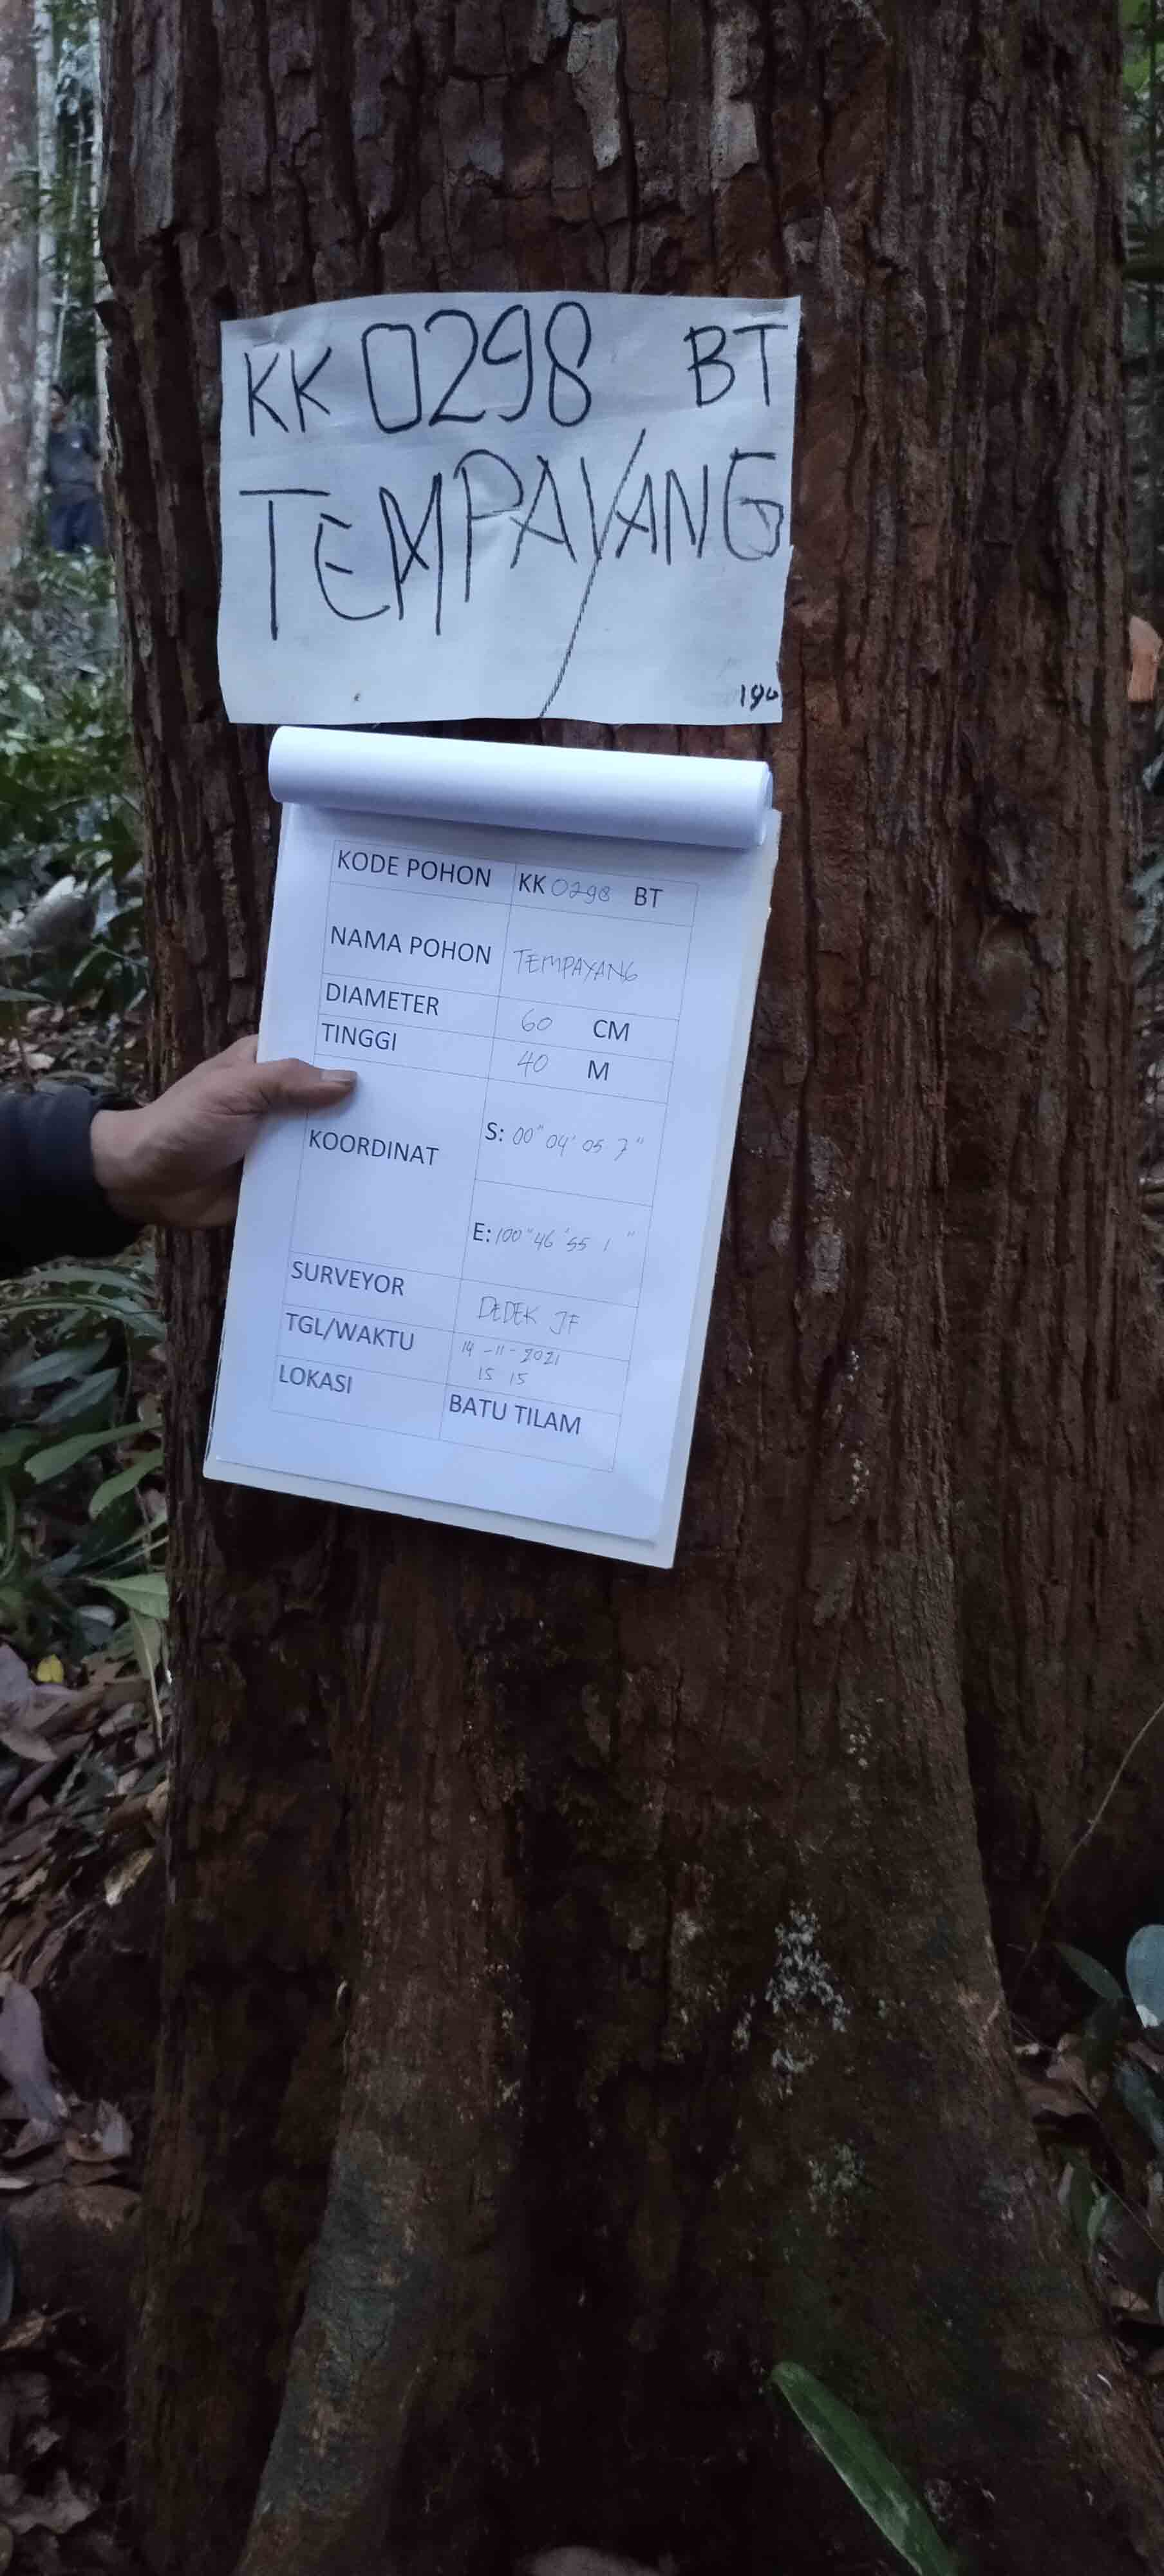 KK 0298 BT
TEMPAYANG
190
KODE POHON KK 0298 BT
NAMA POHON TEMPAYANG
DIAMETER 60 CM
TINGGI 40 M
KOORDINAT
S: 00" 04' 05 7"
E: 100" 46' 55 1 "
SURVEYOR DEDEK JF
TGL/WAKTU 14-11-2021
15 15
LOKASI BATU TILAM